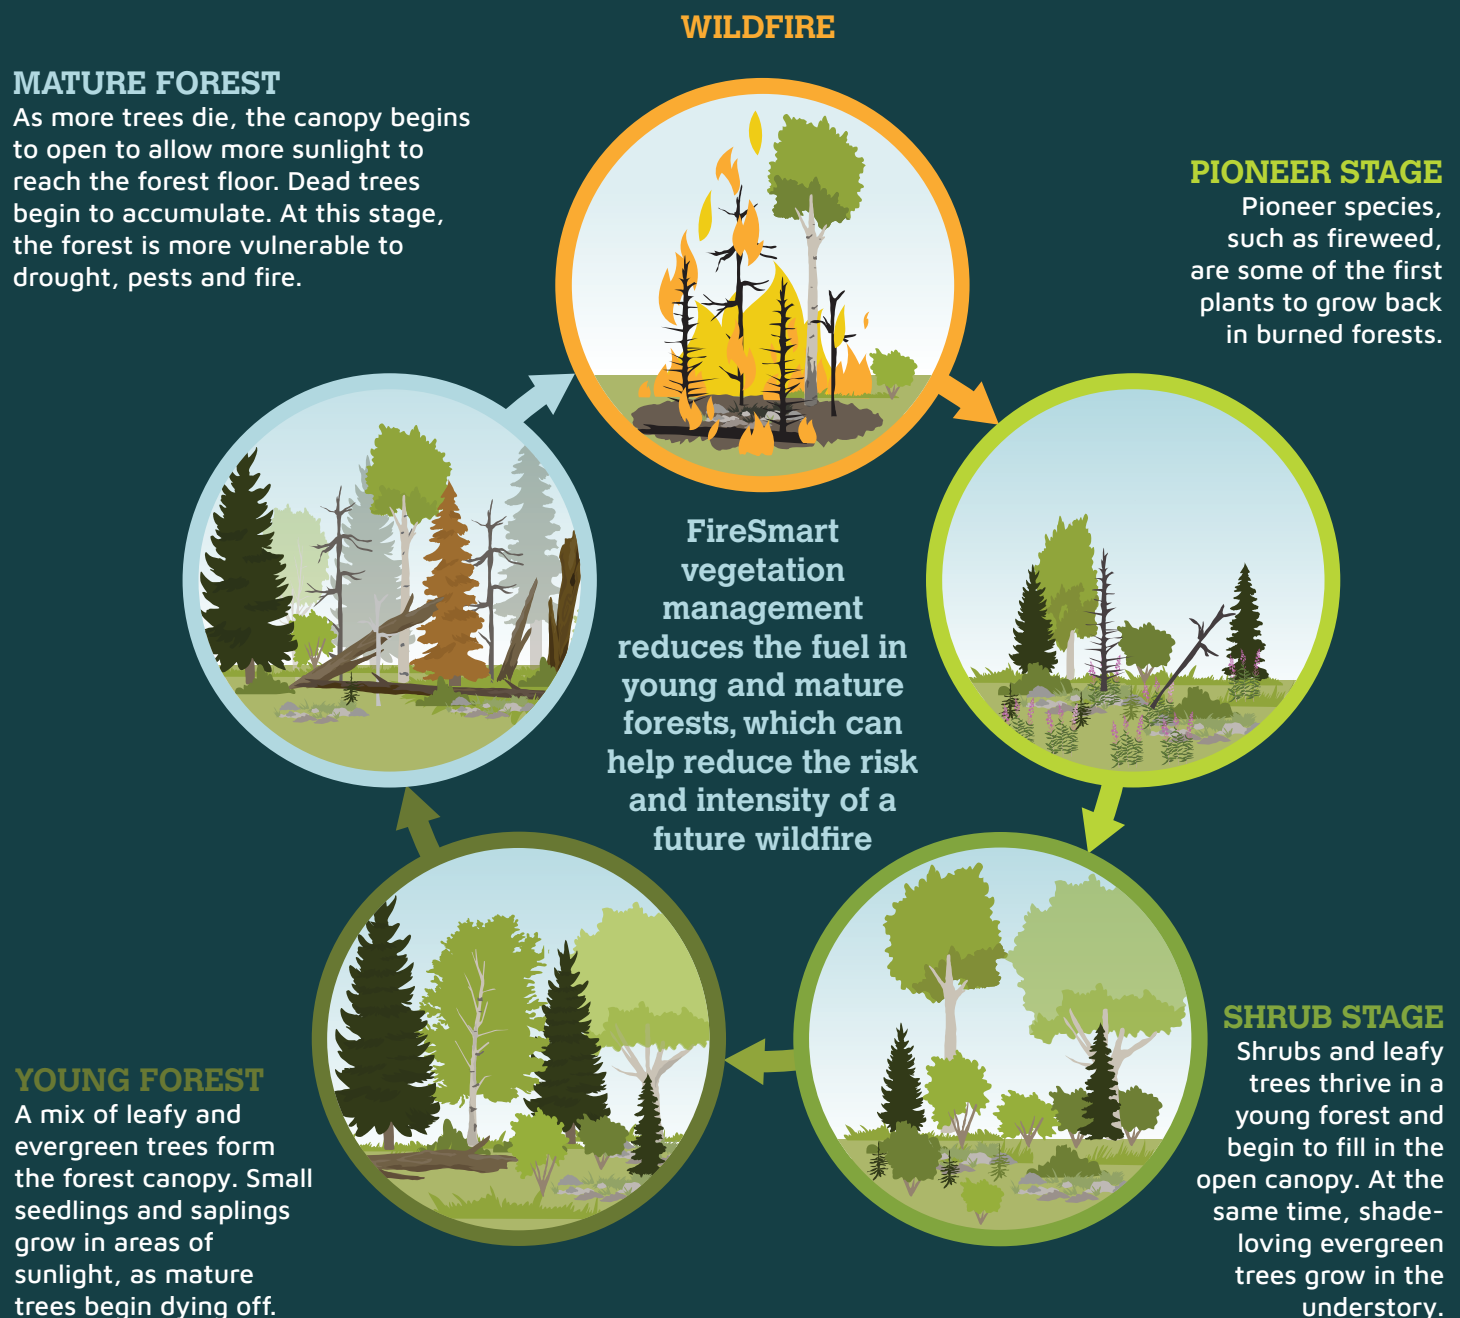 WILDFIRE
MATURE FOREST
As more trees die, the canopy begins
to open to allow more sunlight to
reach the forest floor. Dead trees
begin to accumulate. At this stage,
the forest is more vulnerable to
drought, pests and fire.
PIONEER STAGE
Pioneer species,
such as fireweed,
are some of the first
plants to grow back
in burned forests.
FireSmart
vegetation
management
reduces the fuel in
young and mature
forests, which can
help reduce the risk
and intensity of a
future wildfire
SHRUB STAGE
Shrubs and leafy
trees thrive in a
young forest and
begin to fill in the
open canopy. At the
same time, shade-
loving evergreen
trees grow in the
understory.
YOUNG FOREST
A mix of leafy and
evergreen trees form
the forest canopy. Small
seedlings and saplings
grow in areas of
sunlight, as mature
trees begin dying off.